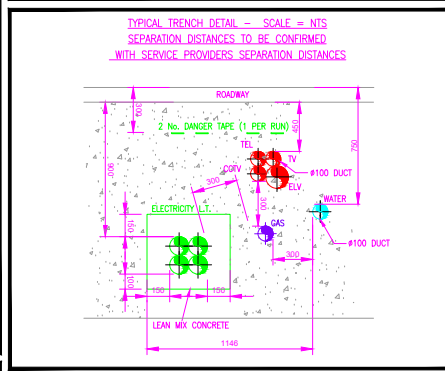 TYPICAL TRENCH DETAIL - SCALE = NTS
SEPARATION DISTANCES TO BE CONFIRMED
WITH SERVICE PROVIDERS SEPARATION DISTANCES
ROADWAY
300
450
750
900
2 No. DANGER TAPE (1 PER RUN)
TEL
TV
COTV
ø100 DUCT
ELV
300
300
WATER
ELECTRICITY L.T.
GAS
150
ø100 DUCT
300
100
150
150
LEAN MIX CONCRETE
1146